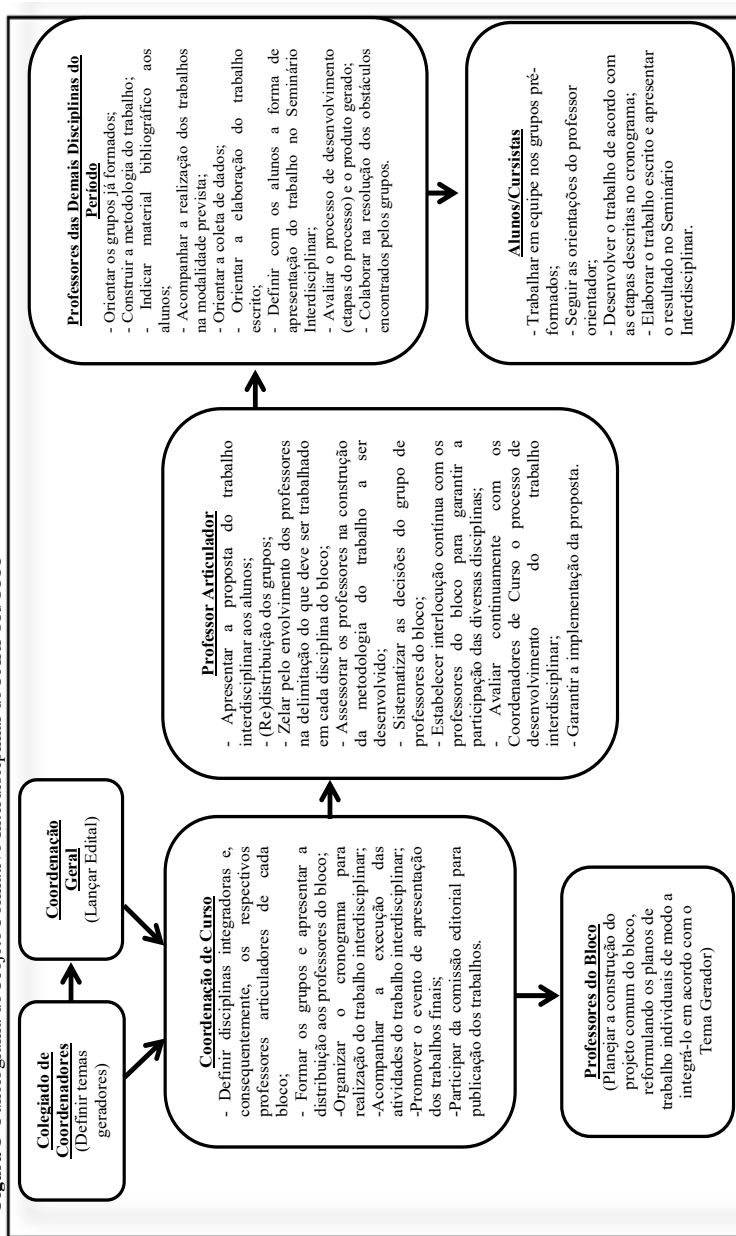 Colegiado de
Coordenadores
(Definir temas
geradores)
Coordenação
Geral
(Lançar Edital)
Coordenação de Curso
- Definir disciplinas integradoras e,
consequentemente, os respectivos
professores articuladores de cada
bloco;
- Formar os grupos e apresentar a
distribuição aos professores do bloco;
-Organizar o cronograma para
realização do trabalho interdisciplinar;
-Acompanhar a execução das
atividades do trabalho interdisciplinar;
-Promover o evento de apresentação
dos trabalhos finais;
-Participar da comissão editorial para
publicação dos trabalhos.
Professores do Bloco
(Planejar a construção do
projeto comum do bloco,
reformulando os planos de
trabalho individuais de modo a
integrá-lo em acordo com o
Tema Gerador)
Professor Articulador
- Apresentar a proposta do trabalho
interdisciplinar aos alunos;
- (Re)distribuição dos grupos;
- Zelar pelo envolvimento dos professores
na delimitação do que deve ser trabalhado
em cada disciplina do bloco;
- Assessorar os professores na construção
da metodologia do trabalho a ser
desenvolvido;
- Sistematizar as decisões do grupo de
professores do bloco;
- Estabelecer interlocução contínua com os
professores do bloco para garantir a
participação das diversas disciplinas;
- Avaliar continuamente com os
Coordenadores de Curso o processo de
desenvolvimento do trabalho
interdisciplinar;
- Garantir a implementação da proposta.
Professores das Demais Disciplinas do
Período
- Orientar os grupos já formados;
- Construir a metodologia do trabalho;
- Indicar material bibliográfico aos
alunos;
- Acompanhar a realização dos trabalhos
na modalidade prevista;
- Orientar a coleta de dados;
- Orientar a elaboração do trabalho
escrito;
- Definir com os alunos a forma de
apresentação do trabalho no Seminário
Interdisciplinar;
- Avaliar o processo de desenvolvimento
(etapas do processo) e o produto gerado;
- Colaborar na resolução dos obstáculos
encontrados pelos grupos.
Alunos/Cursistas
- Trabalhar em equipe nos grupos pré-
formados;
- Seguir as orientações do professor
orientador;
- Desenvolver o trabalho de acordo com
as etapas descritas no cronograma;
- Elaborar o trabalho escrito e apresentar
o resultado no Seminário
Interdisciplinar.